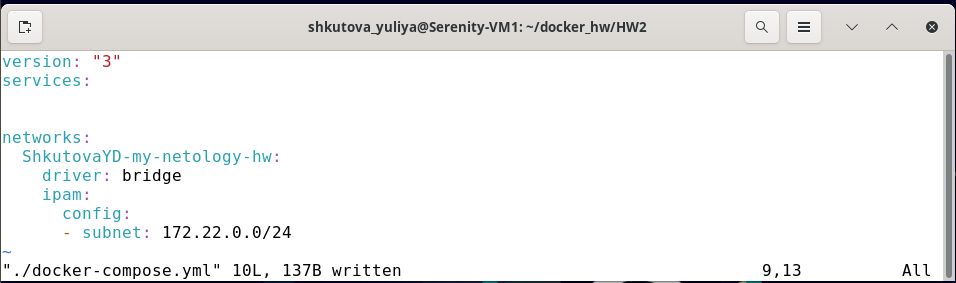 shkutova_yuliya@Serenity-VM1: ~/docker_hw/HW2
version: "3"
services:
networks:
  ShkutovaYD-my-netology-hw:
    driver: bridge
    ipam:
      config:
      - subnet: 172.22.0.0/24
~
"./docker-compose.yml" 10L, 137B written 9,13 All